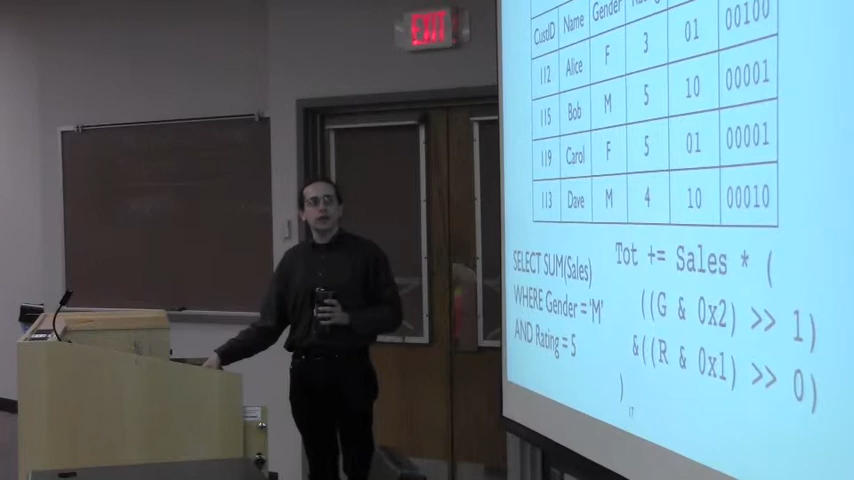 EXIT
CustID Name Gender
112 Alice F 3 01 00100
115 Bob M 5 10 00001
119 Carol F 5 01 00001
113 Dave M 4 10 00010
SELECT SUM(Sales)
WHERE Gender = 'M'
AND Rating = 5
Tot += Sales * (
((G & 0x2) >> 1)
&((R & 0x1) >> 0)
)
17